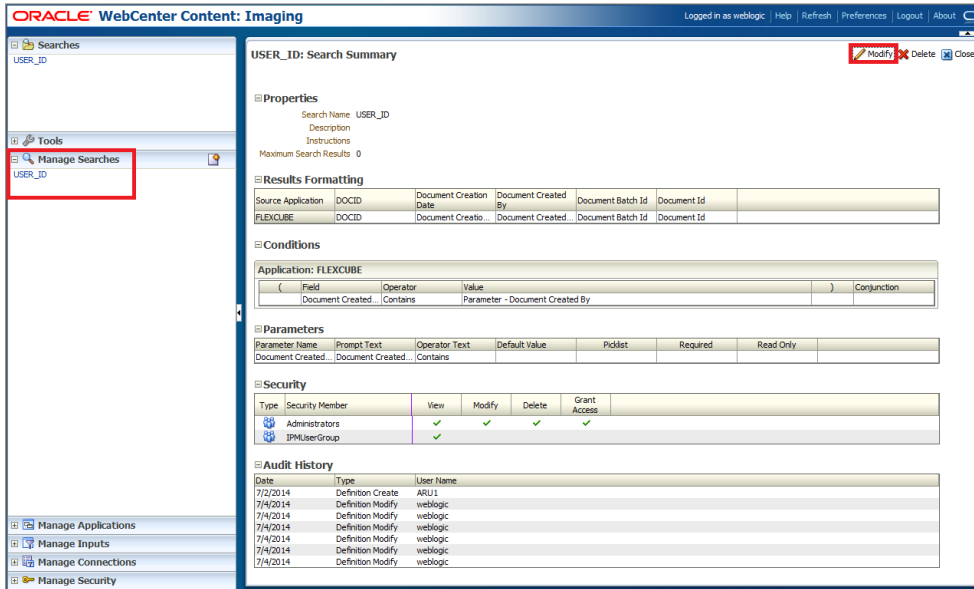 ORACLE WebCenter Content: Imaging
Logged in as weblogic Help Refresh Preferences Logout About
Searches
USER_ID
Tools
Manage Searches
USER_ID
Manage Applications
Manage Inputs
Manage Connections
Manage Security
USER_ID: Search Summary
Modify Delete Close
Properties
Search Name USER_ID
Description
Instructions
Maximum Search Results 0
Results Formatting
Source Application DOCID Document Creation Date Document Created By Document Batch Id Document Id
FLEXCUBE DOCID Document Creatio... Document Created... Document Batch Id Document Id
Conditions
Application: FLEXCUBE
( Field Operator Value ) Conjunction
Document Created... Contains Parameter - Document Created By
Parameters
Parameter Name Prompt Text Operator Text Default Value Picklist Required Read Only
Document Created... Document Created... Contains
Security
Type Security Member View Modify Delete Grant Access
Administrators
IPMUserGroup
Audit History
Date Type User Name
7/2/2014 Definition Create ARU1
7/4/2014 Definition Modify weblogic
7/4/2014 Definition Modify weblogic
7/4/2014 Definition Modify weblogic
7/4/2014 Definition Modify weblogic
7/4/2014 Definition Modify weblogic
7/4/2014 Definition Modify weblogic